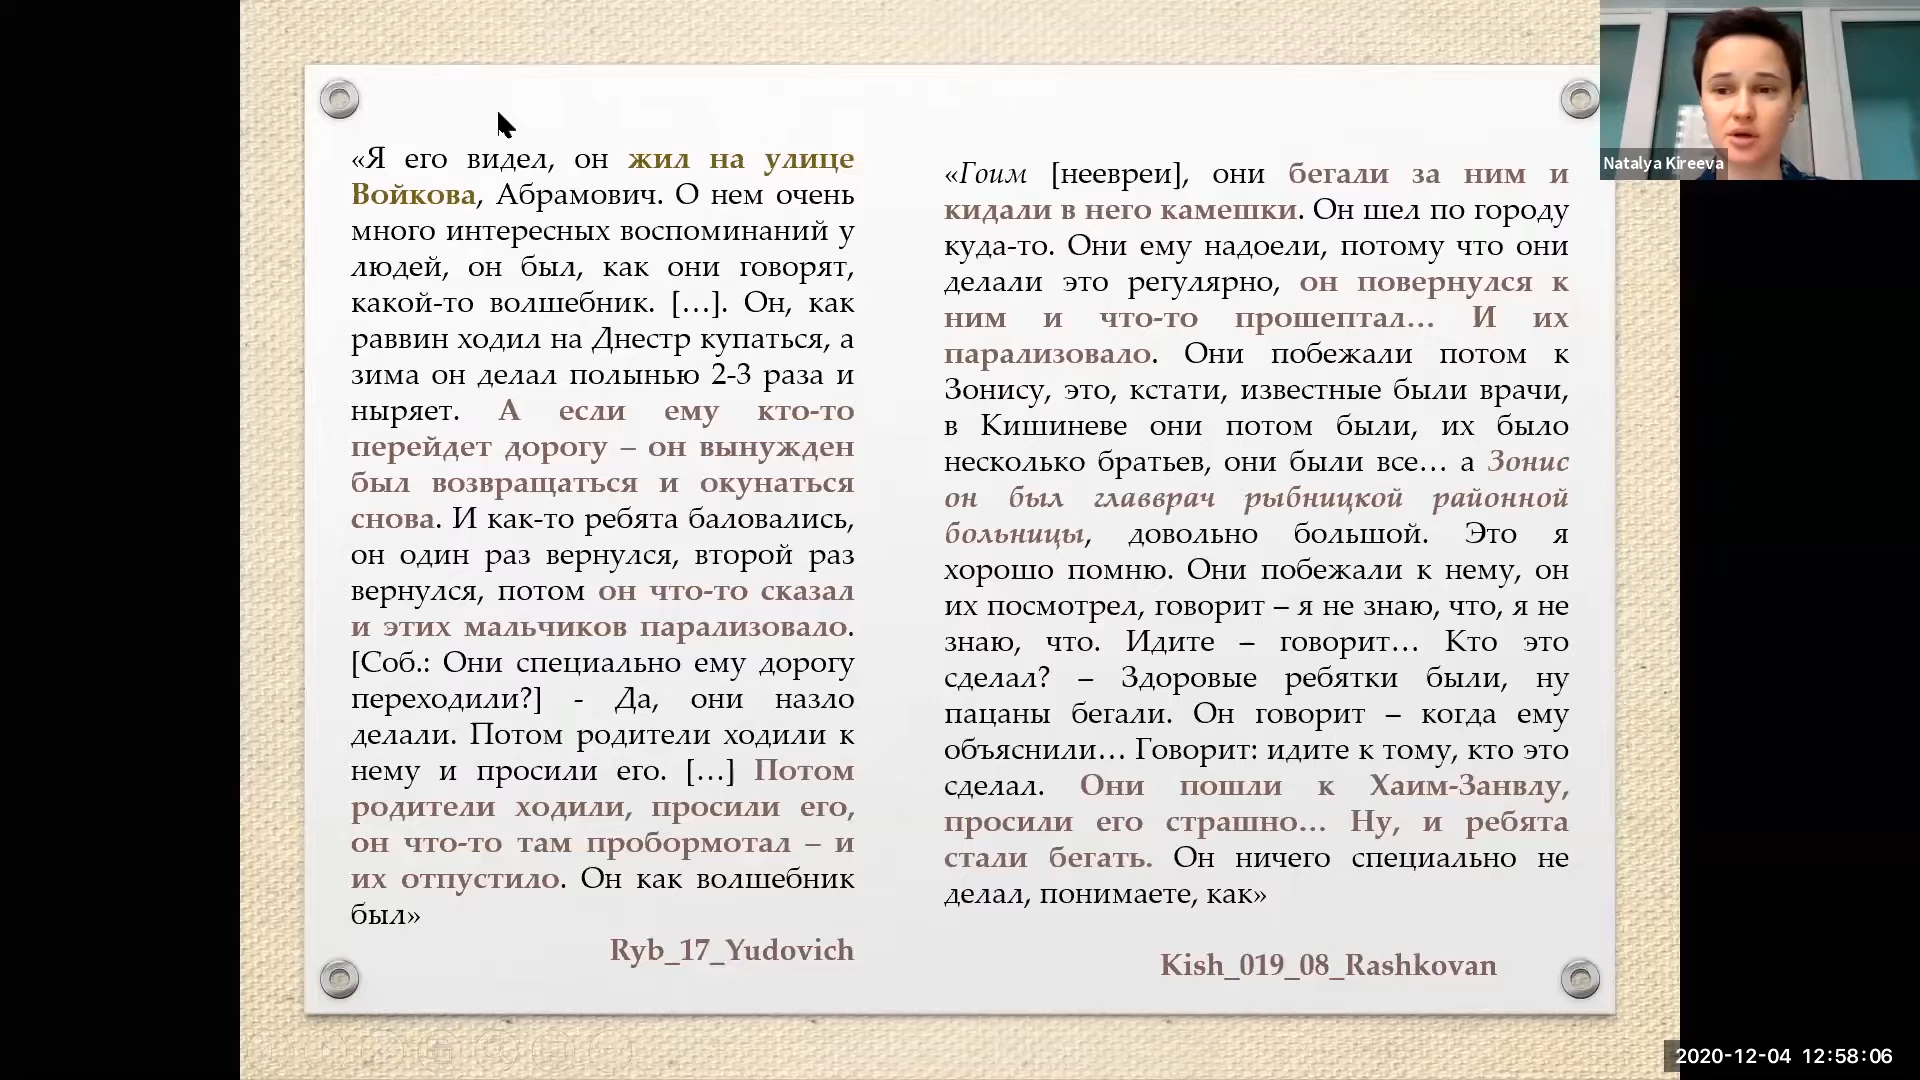 «Я его видел, он жил на улице
Войкова, Абрамович. О нем очень
много интересных воспоминаний у
людей, он был, как они говорят,
какой-то волшебник. […]. Он, как
раввин ходил на Днестр купаться, а
зима он делал полынью 2-3 раза и
ныряет. А если ему кто-то
перейдет дорогу – он вынужден
был возвращаться и окунаться
снова. И как-то ребята баловались,
он один раз вернулся, второй раз
вернулся, потом он что-то сказал
и этих мальчиков парализовало.
[Соб.: Они специально ему дорогу
переходили?] - Да, они назло
делали. Потом родители ходили к
нему и просили его. […] Потом
родители ходили, просили его,
он что-то там пробормотал – и
их отпустило. Он как волшебник
был»
Ryb_17_Yudovich
«Гоим [неевреи], они бегали за ним и
кидали в него камешки. Он шел по городу
куда-то. Они ему надоели, потому что они
делали это регулярно, он повернулся к
ним и что-то прошептал… И их
парализовало. Они побежали потом к
Зонису, это, кстати, известные были врачи,
в Кишиневе они потом были, их было
несколько братьев, они были все… а Зонис
он был главврач рыбницкой районной
больницы, довольно большой. Это я
хорошо помню. Они побежали к нему, он
их посмотрел, говорит – я не знаю, что, я не
знаю, что. Идите – говорит… Кто это
сделал? – Здоровые ребятки были, ну
пацаны бегали. Он говорит – когда ему
объяснили… Говорит: идите к тому, кто это
сделал. Они пошли к Хаим-Занвлу,
просили его страшно… Ну, и ребята
стали бегать. Он ничего специально не
делал, понимаете, как»
Kish_019_08_Rashkovan
Natalya Kireeva
2020-12-04 12:58:06